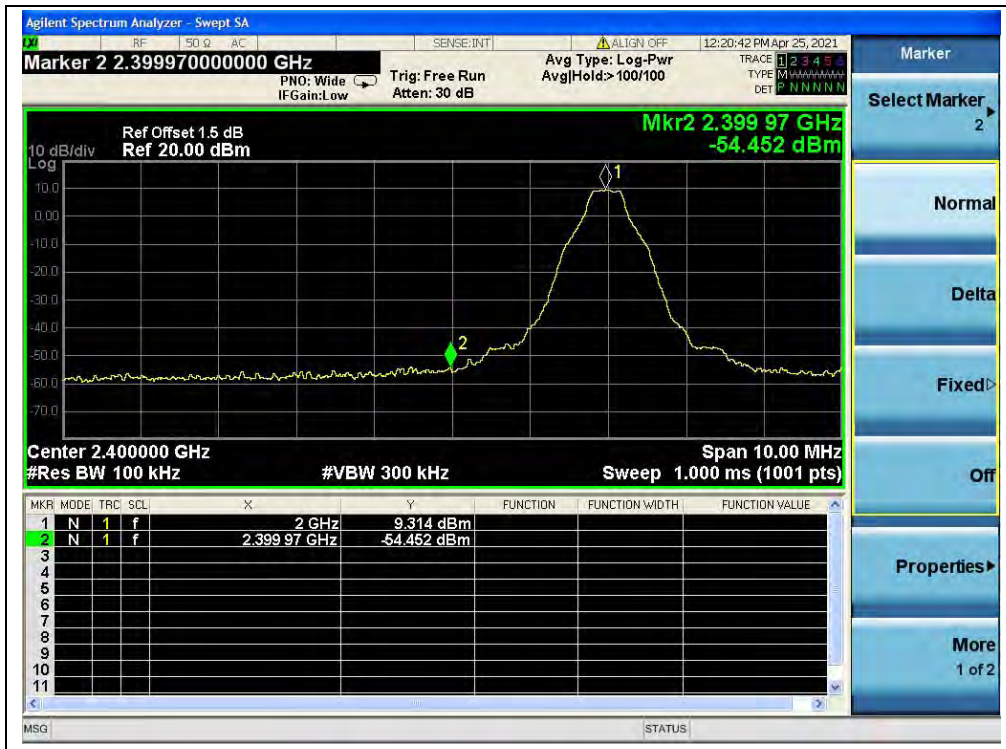 Agilent Spectrum Analyzer - Swept SA
LXI RF 50 Ω AC SENSE:INT ALIGN OFF 12:20:42 PM Apr 25, 2021
Marker 2 2.399970000000 GHz
PNO: Wide
IFGain:Low
Trig: Free Run
Atten: 30 dB
Avg Type: Log-Pwr
Avg|Hold:>100/100
TRACE 1 2 3 4 5 6
TYPE M
DET P N N N N N
Mkr2 2.399 97 GHz
-54.452 dBm
Ref Offset 1.5 dB
10 dB/div Ref 20.00 dBm
Log
10.0
0.00
-10.0
-20.0
-30.0
-40.0
-50.0
-60.0
-70.0
1
2
Center 2.400000 GHz Span 10.00 MHz
#Res BW 100 kHz #VBW 300 kHz Sweep 1.000 ms (1001 pts)
MKR MODE TRC SCL X Y FUNCTION FUNCTION WIDTH FUNCTION VALUE
1 N 1 f 2 GHz 9.314 dBm
2 N 1 f 2.399 97 GHz -54.452 dBm
3
4
5
6
7
8
9
10
11
MSG STATUS
Marker
Select Marker
2
Normal
Delta
Fixed
Off
Properties
More
1 of 2